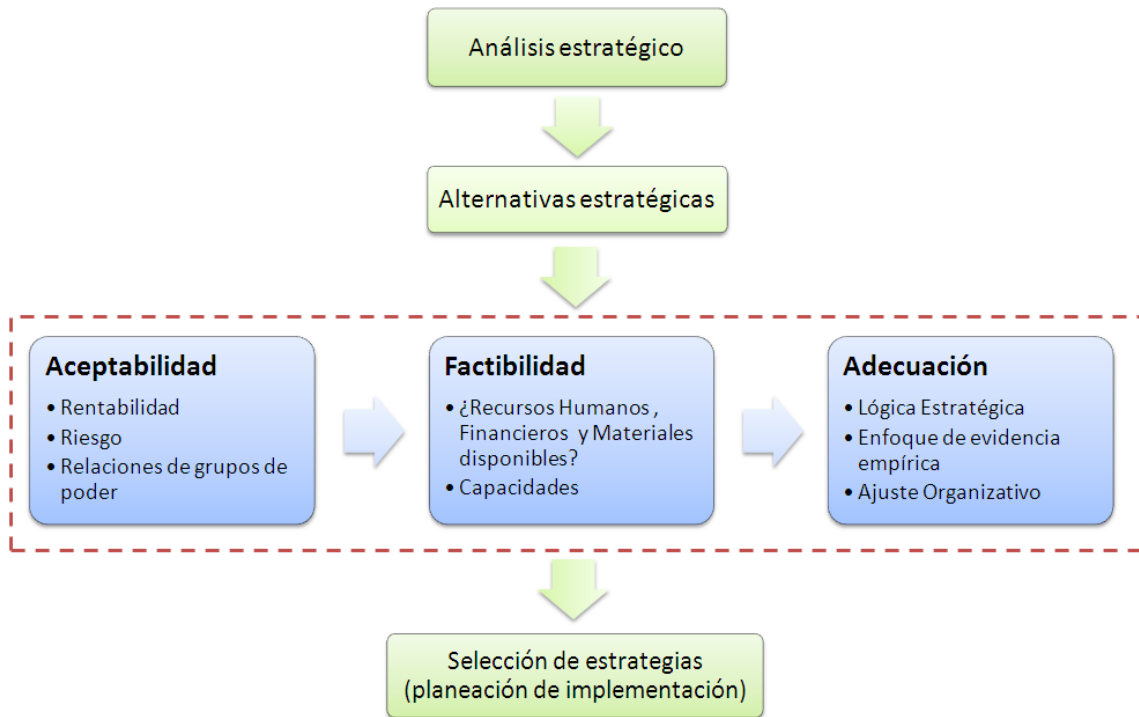 Análisis estratégico
Alternativas estratégicas
Aceptabilidad
• Rentabilidad
• Riesgo
• Relaciones de grupos de
poder
Factibilidad
• ¿Recursos Humanos ,
Financieros y Materiales
disponibles?
• Capacidades
Adecuación
• Lógica Estratégica
• Enfoque de evidencia
empírica
• Ajuste Organizativo
Selección de estrategias
(planeación de implementación)